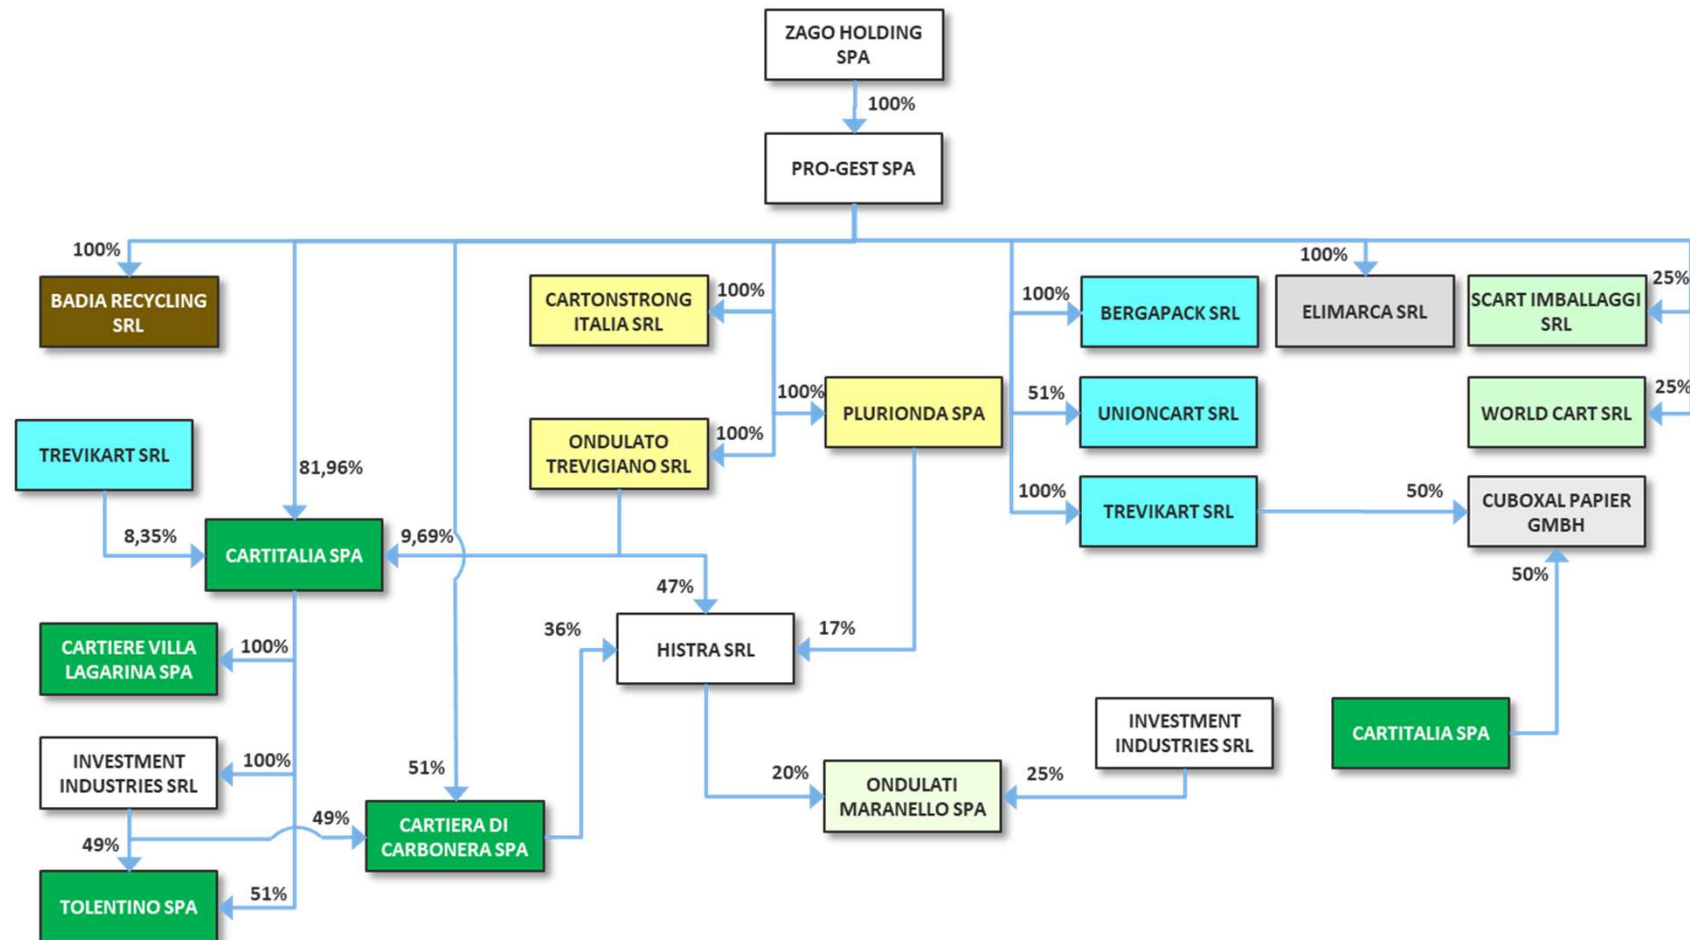 ZAGO HOLDING
SPA
100%
PRO-GEST SPA
100%
BADIA RECYCLING
SRL
CARTONSTRONG
ITALIA SRL
100%
100%
BERGAPACK SRL
100%
ELIMARCA SRL
SCART IMBALLAGGI
SRL
25%
TREVIKART SRL
81,96%
ONDULATO
TREVIGIANO SRL
100%
100%
PLURIONDA SPA
51%
UNIONCART SRL
WORLD CART SRL
25%
100%
TREVIKART SRL
50%
CUBOXAL PAPIER
GMBH
8,35%
CARTITALIA SPA
9,69%
47%
50%
CARTIERE VILLA
LAGARINA SPA
100%
36%
HISTRA SRL
17%
INVESTMENT
INDUSTRIES SRL
100%
51%
20%
ONDULATI
MARANELLO SPA
25%
INVESTMENT
INDUSTRIES SRL
CARTITALIA SPA
49%
49%
CARTIERA DI
CARBONERA SPA
TOLENTINO SPA
51%